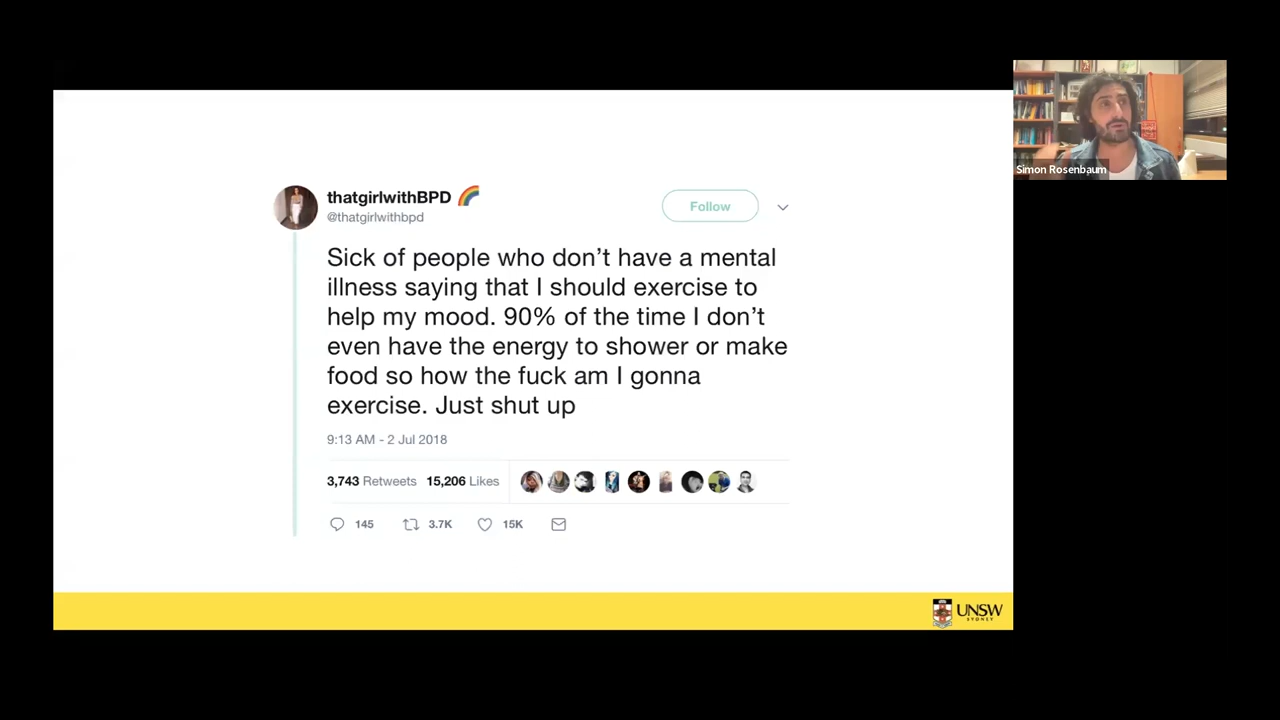 thatgirlwithBPD
@thatgirlwithbpd
Follow
Sick of people who don’t have a mental
illness saying that I should exercise to
help my mood. 90% of the time I don’t
even have the energy to shower or make
food so how the fuck am I gonna
exercise. Just shut up
9:13 AM - 2 Jul 2018
3,743 Retweets 15,206 Likes
145 3.7K 15K
UNSW
SYDNEY
Simon Rosenbaum